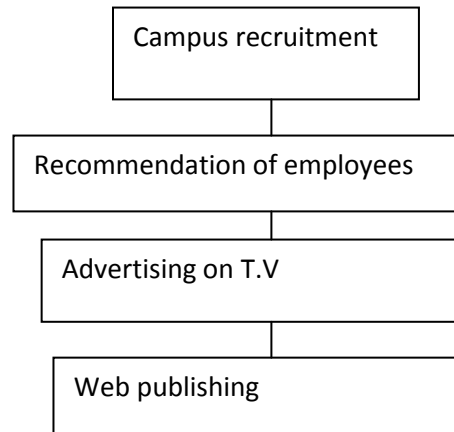 Campus recruitment
Recommendation of employees
Advertising on T.V
Web publishing